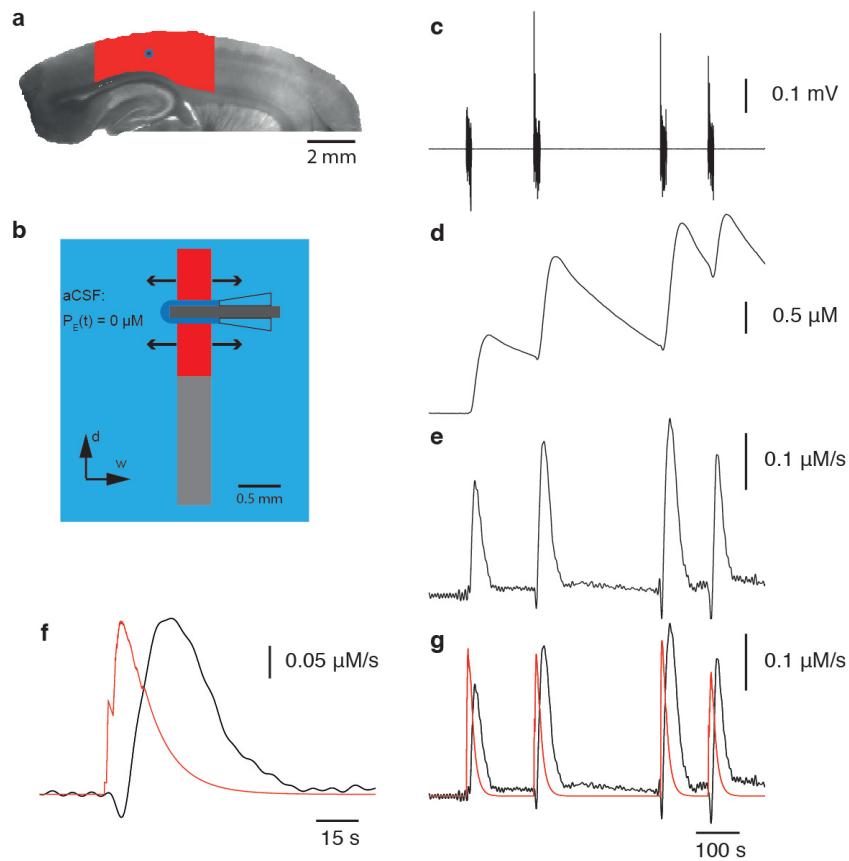 a
2 mm
b
aCSF:
P_E(t) = 0 µM
d
w
0.5 mm
c
0.1 mV
d
0.5 µM
e
0.1 µM/s
f
0.05 µM/s
15 s
g
0.1 µM/s
100 s